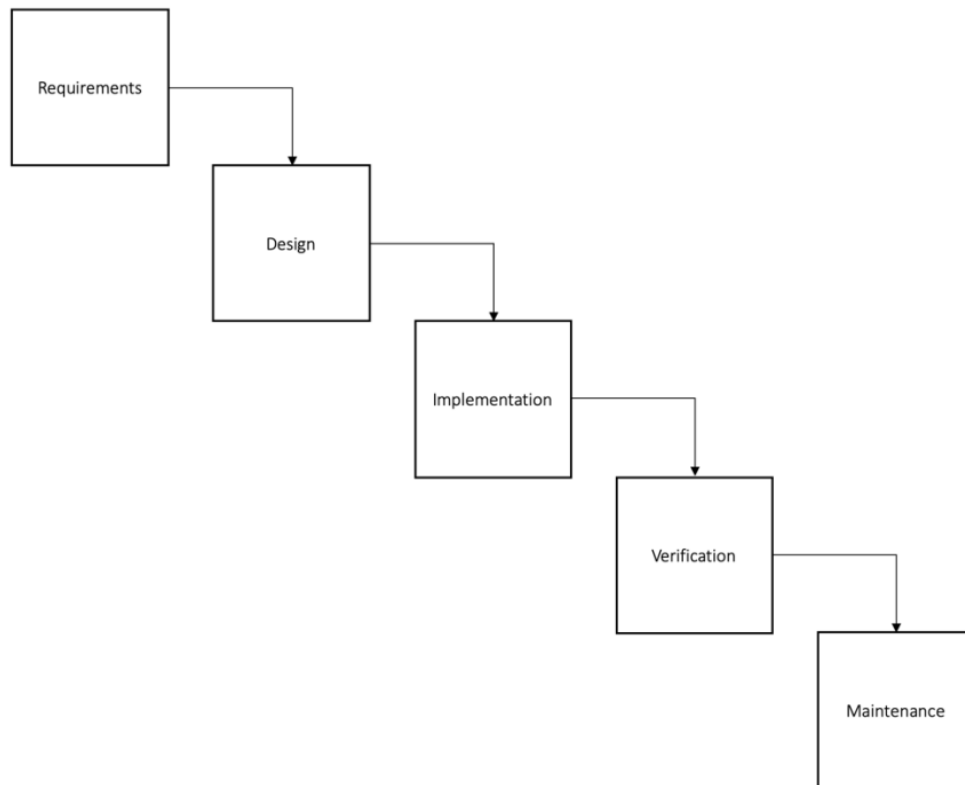 Requirements
Design
Implementation
Verification
Maintenance